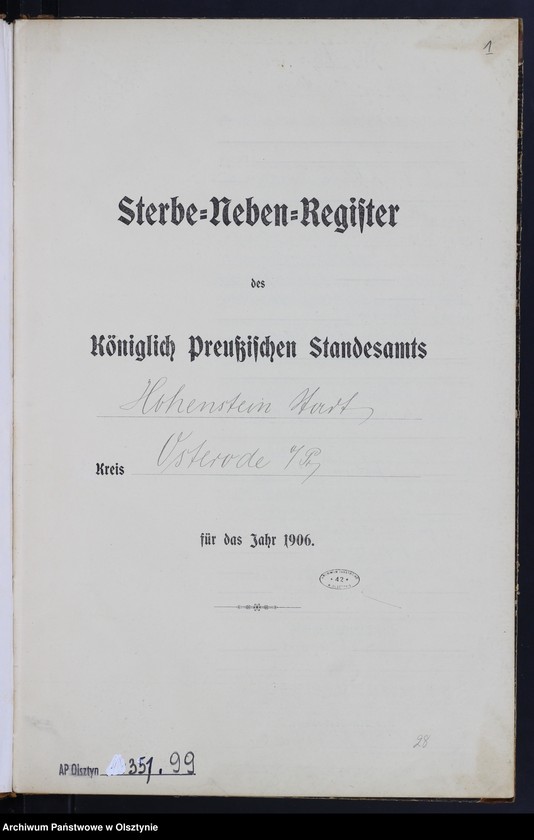 1
Sterbe=Neben=Register
des
Königlich Preußischen Standesamts
Hohenstein Stadt
Kreis Osterode o/Pr
für das Jahr 1906.
• 42 •
28
AP Olsztyn 351. 99
Archiwum Państwowe w Olsztynie